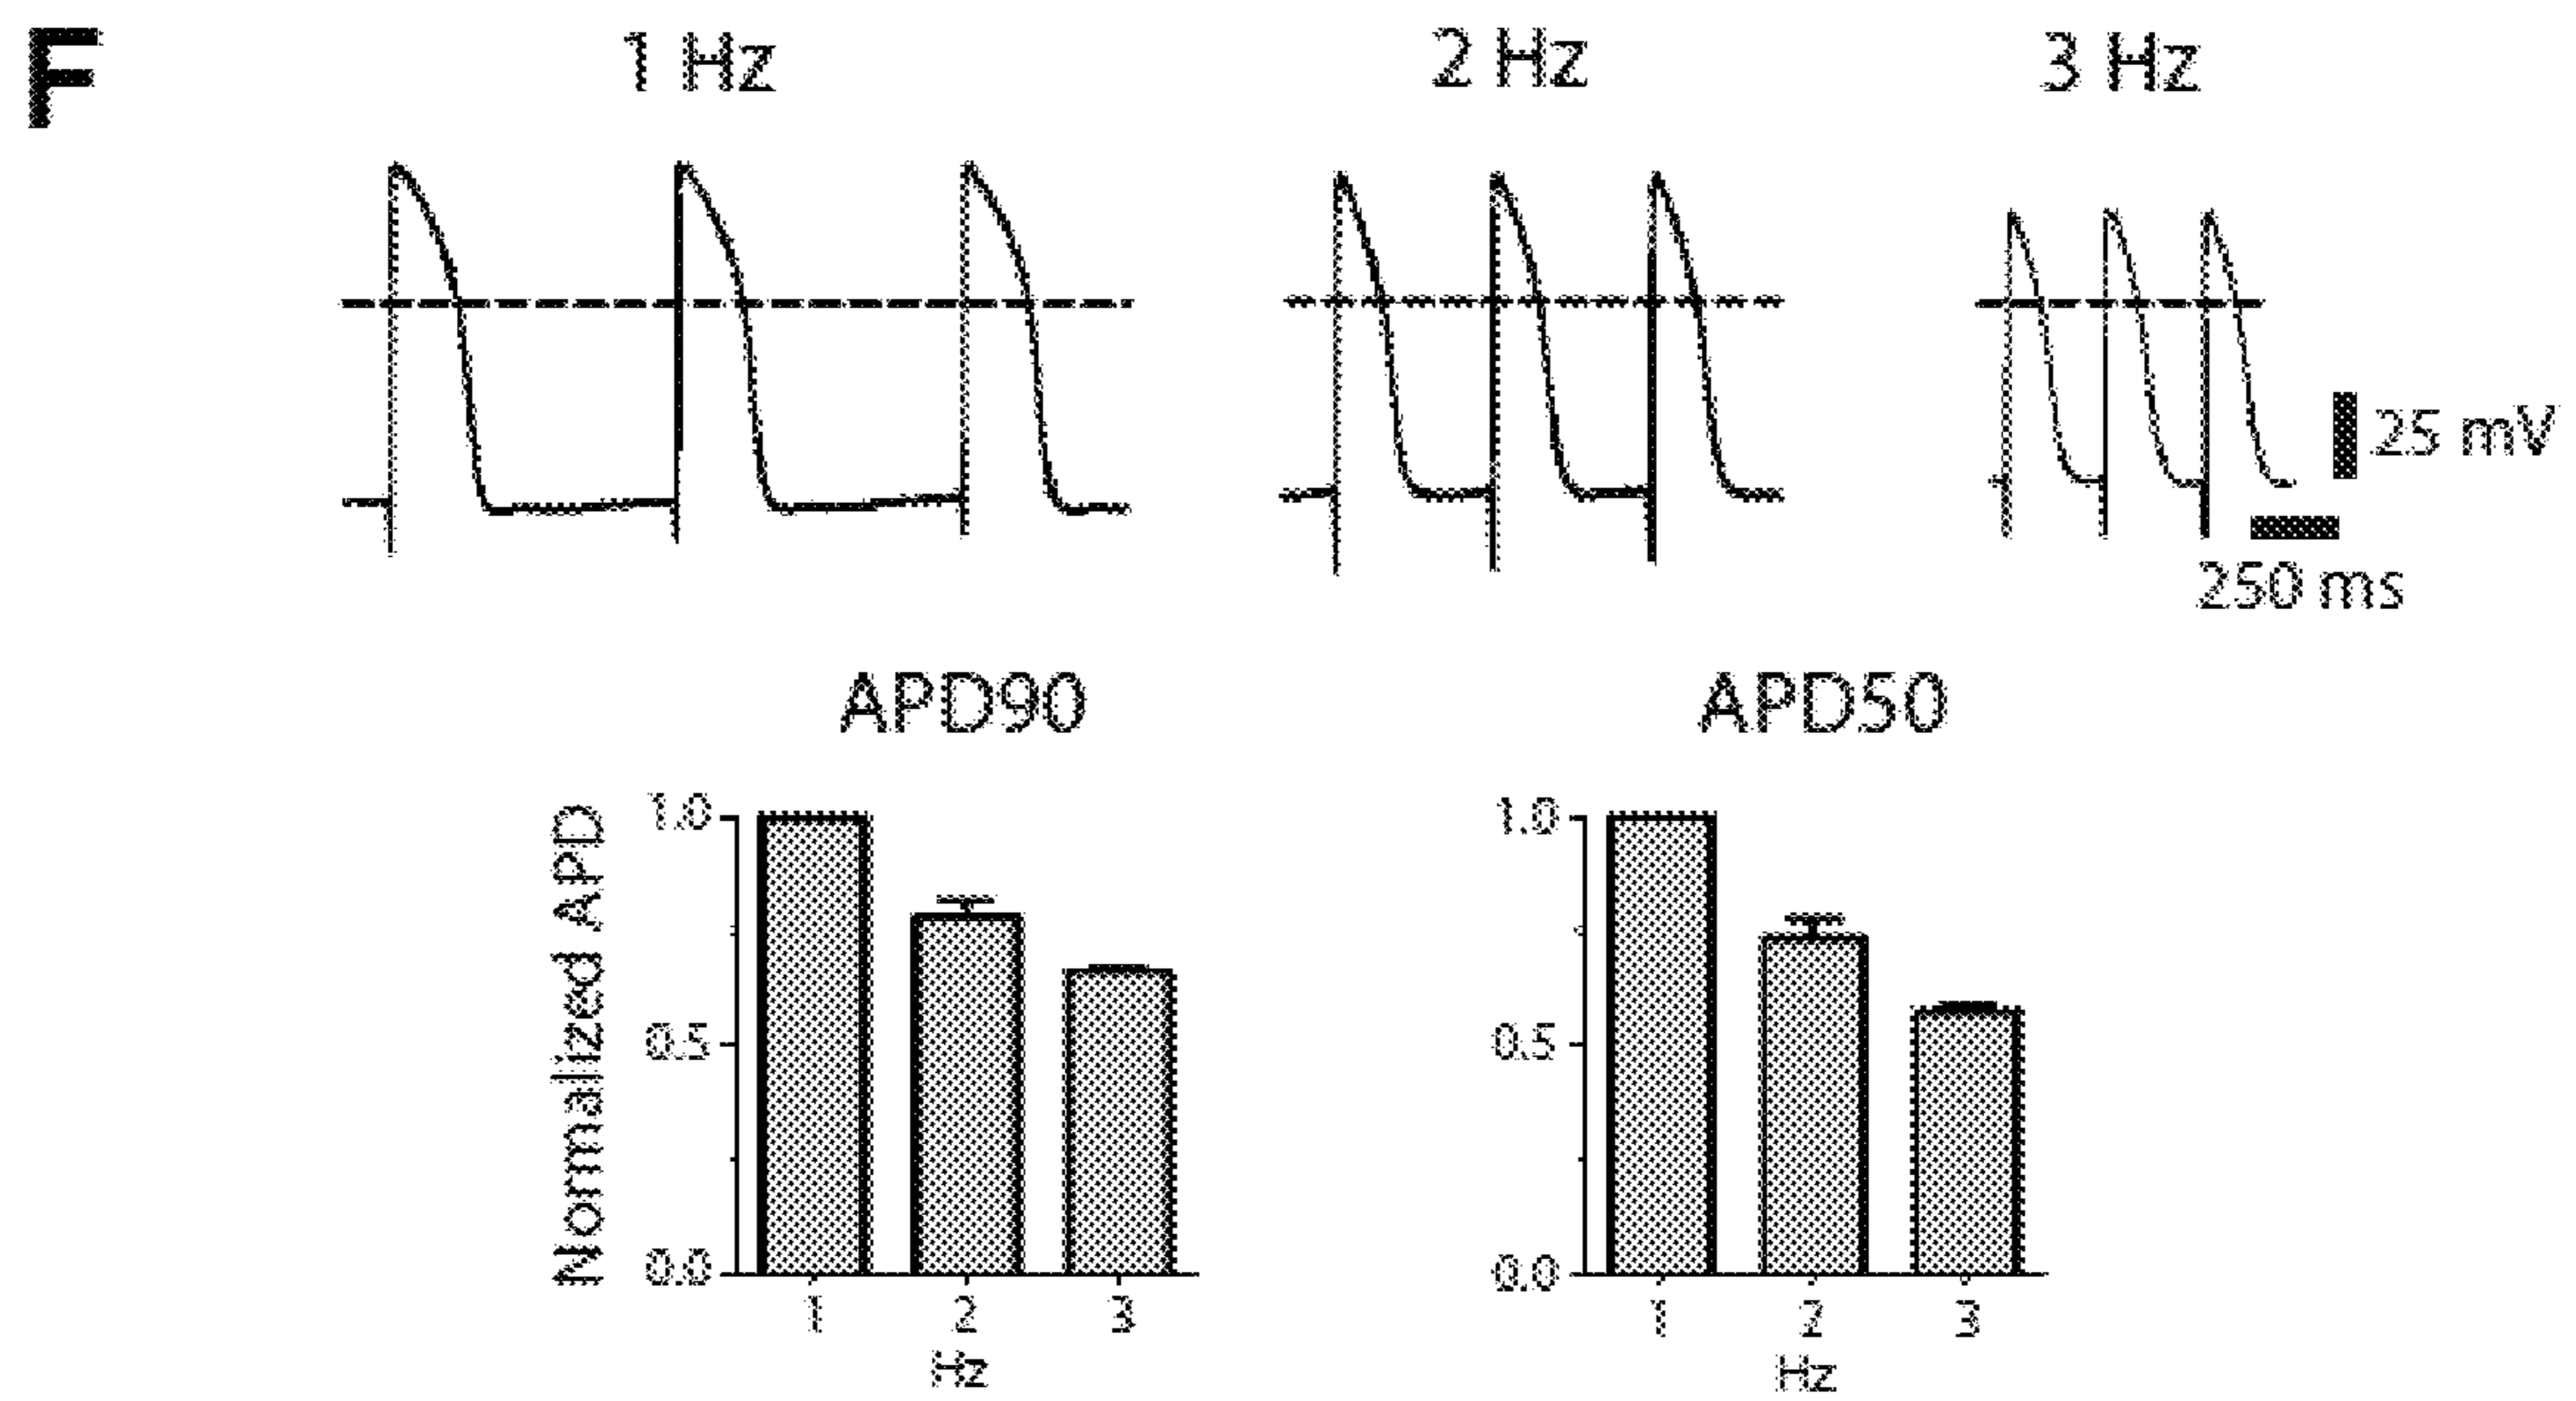 F
1 Hz 2 Hz 3 Hz
25 mV
250 ms
APD90 APD50
Normalized APD
1.0 1.0
0.5 0.5
0.0 0.0
1 2 3 1 2 3
Hz Hz